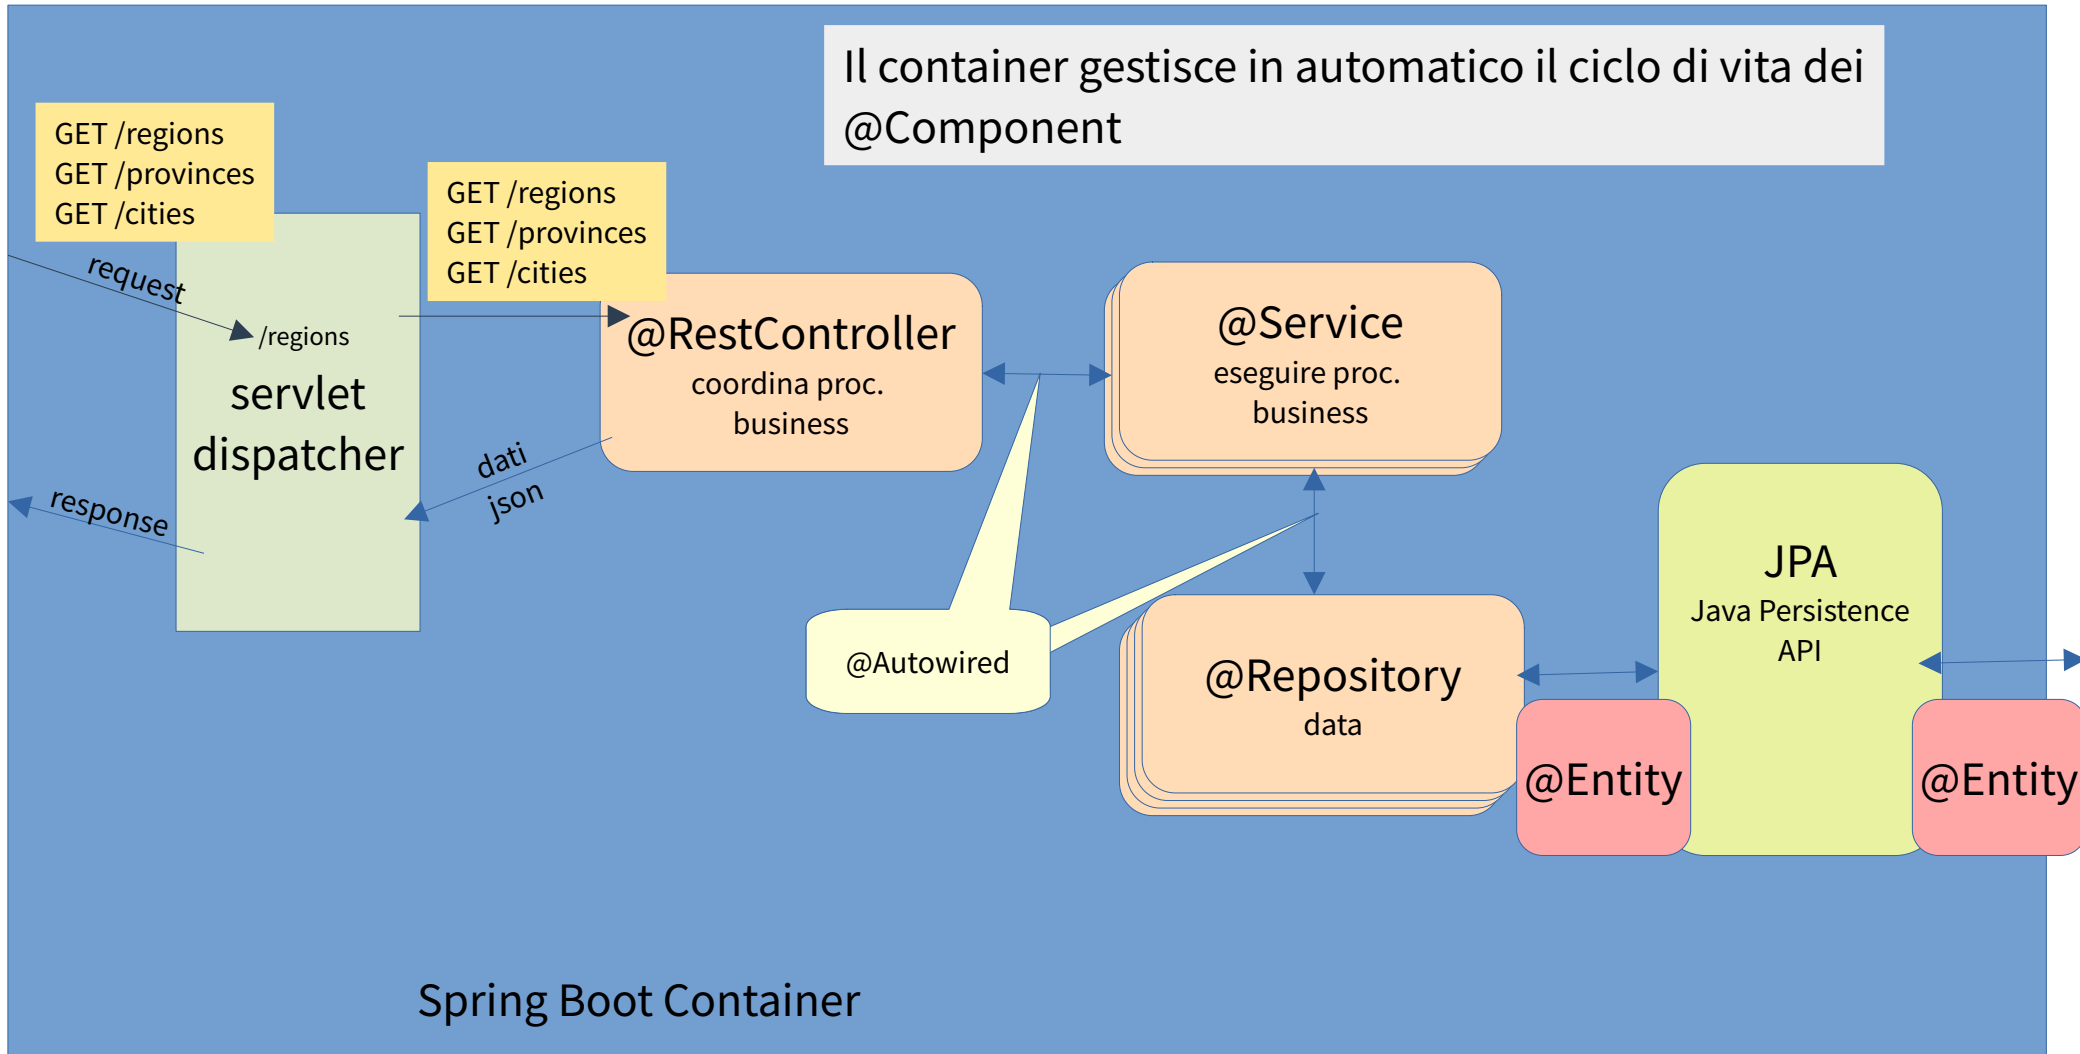 Il container gestisce in automatico il ciclo di vita dei
@Component
GET /regions
GET /provinces
GET /cities
GET /regions
GET /provinces
GET /cities
request
/regions
servlet
dispatcher
response
dati
json
@RestController
coordina proc.
business
@Service
eseguire proc.
business
@Autowired
@Repository
data
JPA
Java Persistence
API
@Entity
@Entity
Spring Boot Container